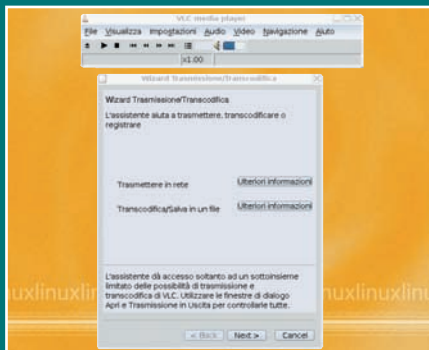 VLC media player
File Visualizza Impostazioni Audio Video Navigazione Aiuto
x1.00
Wizard Trasmissione/Transcodifica
Wizard Trasmissione/Transcodifica
L'assistente aiuta a trasmettere, transcodificare o
registrare
Trasmettere in rete Ulteriori informazioni
Transcodifica/Salva in un file Ulteriori informazioni
L'assistente dà accesso soltanto ad un sottoinsieme
limitato delle possibilità di trasmissione e
transcodifica di VLC. Utilizzare le finestre di dialogo
Apri e Trasmissione in Uscita per controllarle tutte.
uxlinuxlin uxlinuxlin
< Back Next > Cancel